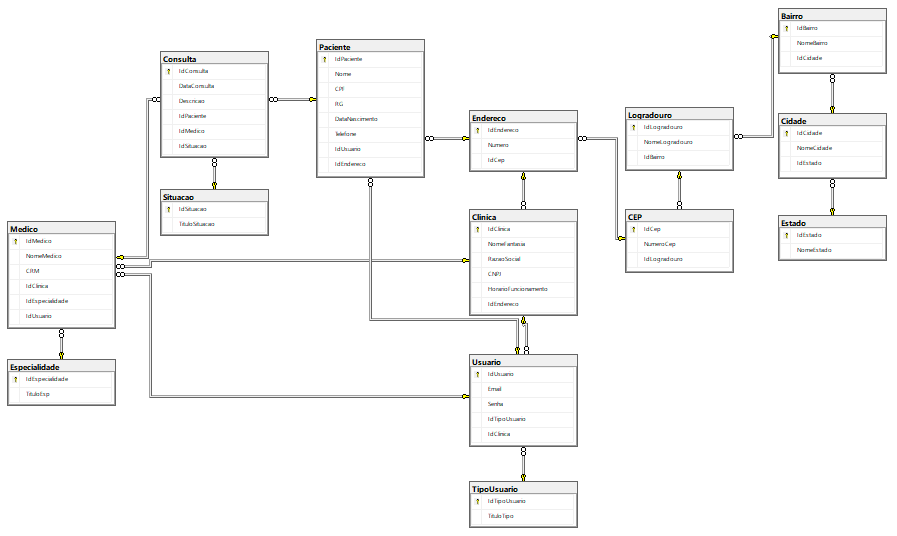 Bairro
IdBairro
NomeBairro
IdCidade
Paciente
IdPaciente
Nome
CPF
RG
DataNascimento
Telefone
IdUsuario
IdEndereco
Consulta
IdConsulta
DataConsulta
Descricao
IdPaciente
IdMedico
IdSituacao
Endereco
IdEndereco
Numero
IdCep
Logradouro
IdLogradouro
NomeLogradouro
IdBairro
Cidade
IdCidade
NomeCidade
IdEstado
Situacao
IdSituacao
TituloSituacao
Clinica
IdClinica
NomeFantasia
RazaoSocial
CNPJ
HorarioFuncionamento
IdEndereco
CEP
IdCep
NumeroCep
IdLogradouro
Estado
IdEstado
NomeEstado
Medico
IdMedico
NomeMedico
CRM
IdClinica
IdEspecialidade
IdUsuario
Especialidade
IdEspecialidade
TituloEsp
Usuario
IdUsuario
Email
Senha
IdTipoUsuario
IdClinica
TipoUsuario
IdTipoUsuario
TituloTipo